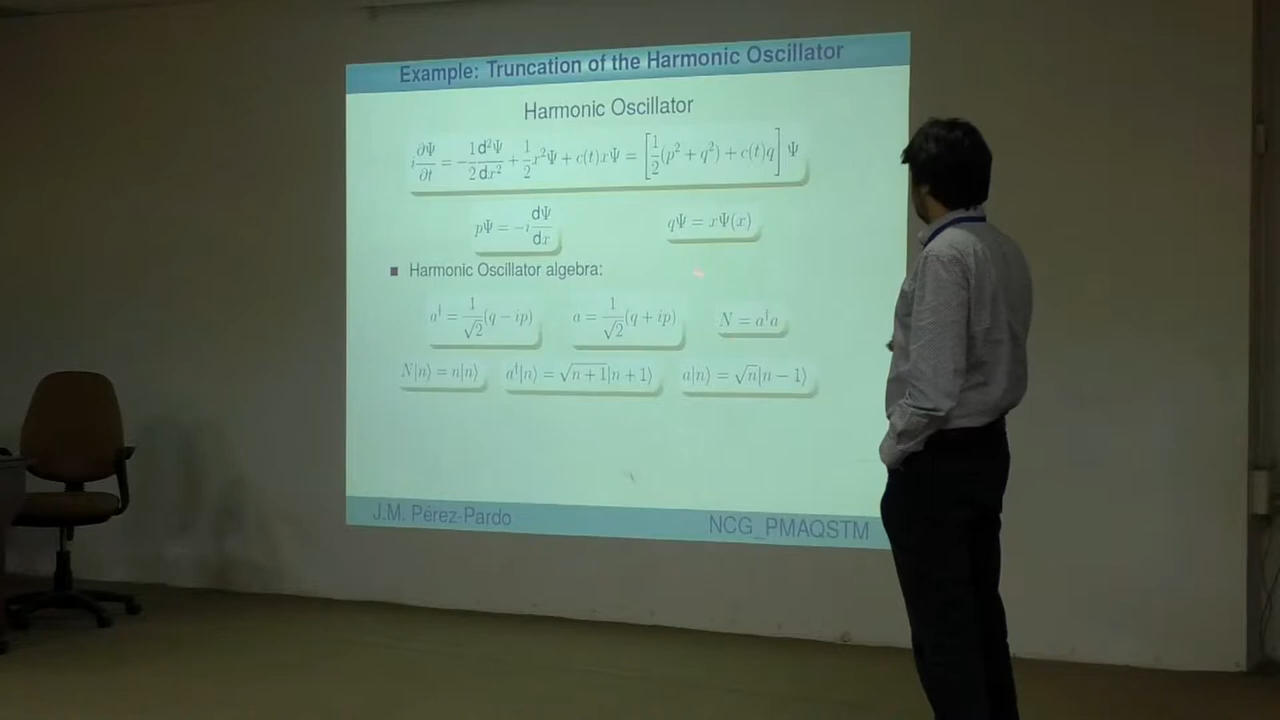 Example: Truncation of the Harmonic Oscillator
Harmonic Oscillator
i∂Ψ/∂t = −1/2 d²Ψ/dx² + 1/2 x²Ψ + c(t)xΨ = [1/2(p² + q²) + c(t)q] Ψ
pΨ = −i dΨ/dx qΨ = xΨ(x)
■ Harmonic Oscillator algebra:
a† = 1/√2 (q − ip) a = 1/√2 (q + ip) N = a†a
N|n⟩ = n|n⟩ a†|n⟩ = √(n+1)|n + 1⟩ a|n⟩ = √n|n − 1⟩
J.M. Pérez-Pardo NCG_PMAQSTM